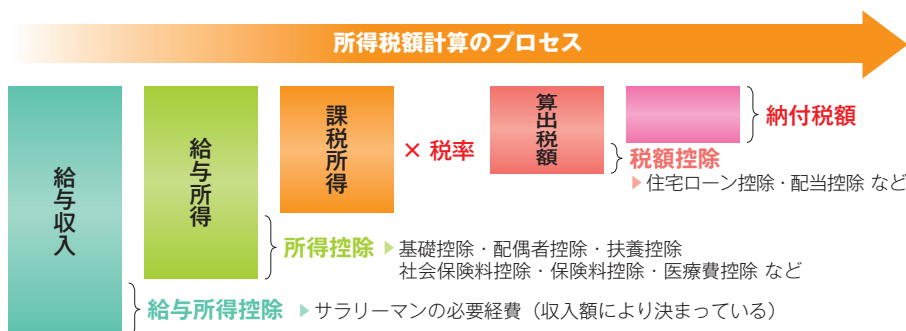 所得税額計算のプロセス
給与収入
給与所得
課税所得
× 税率
算出税額
納付税額
税額控除
住宅ローン控除・配当控除 など
所得控除
基礎控除・配偶者控除・扶養控除
社会保険料控除・保険料控除・医療費控除 など
給与所得控除
サラリーマンの必要経費（収入額により決まっている）